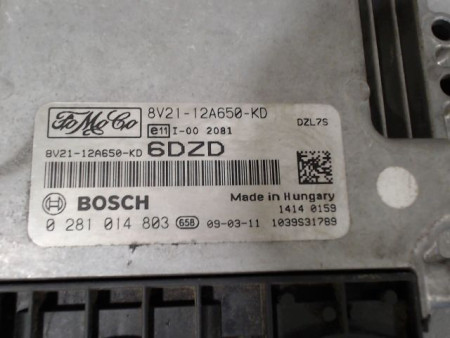 FoMoCo 8V21-12A650-KD
e11 I-00 2081 DZL7S
8V21-12A650-KD 6DZD
BOSCH Made in Hungary
1414 0159
0 281 014 803 658 09-03-11 1039S31789